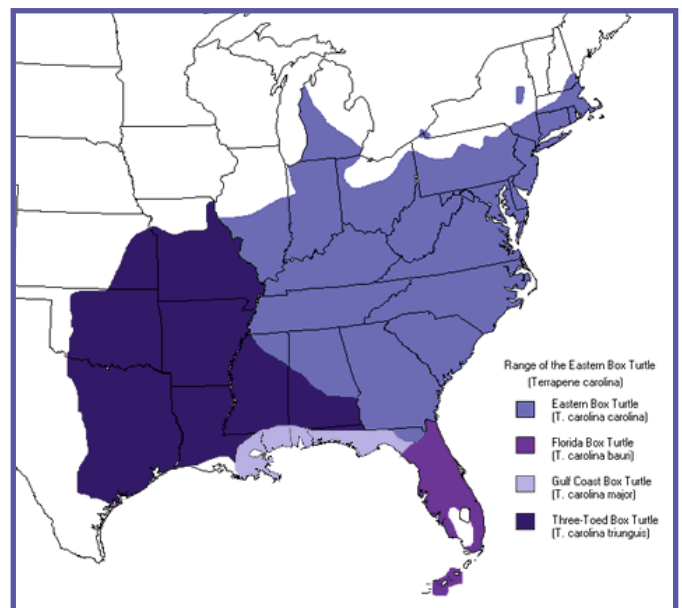 Range of the Eastern Box Turtle
(Terrapene carolina)
Eastern Box Turtle
(T. carolina carolina)
Florida Box Turtle
(T. carolina bauri)
Gulf Coast Box Turtle
(T. carolina major)
Three-Toed Box Turtle
(T. carolina triunguis)